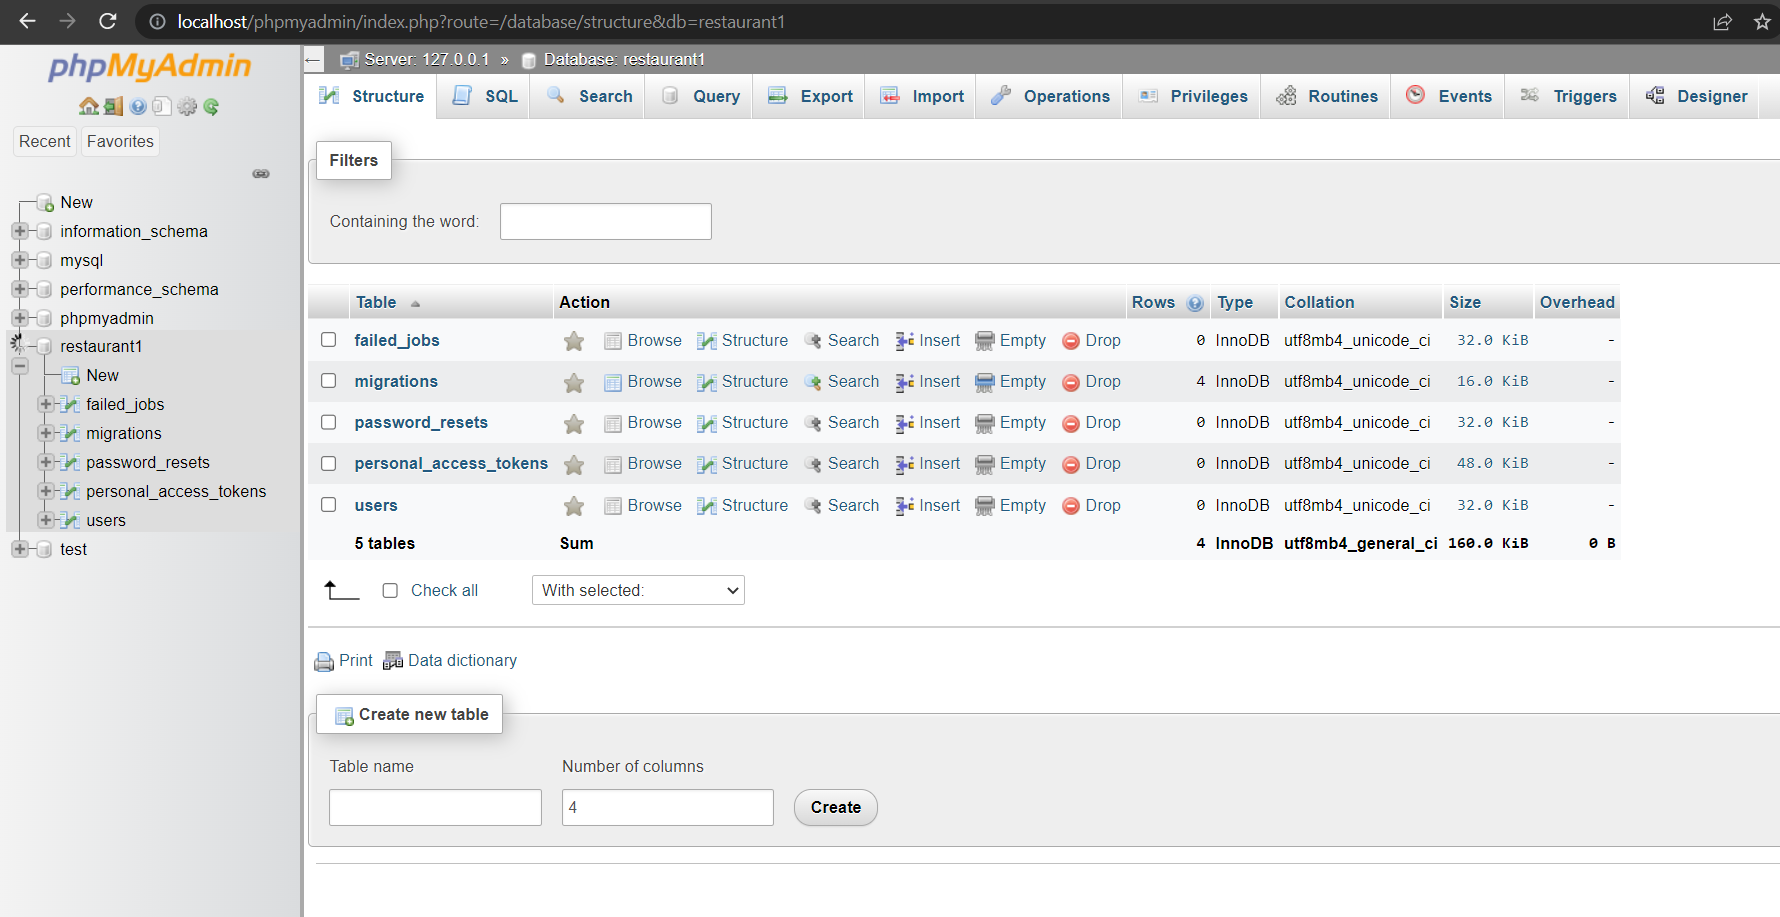 localhost/phpmyadmin/index.php?route=/database/structure&db=restaurant1
phpMyAdmin
Recent Favorites
New
information_schema
mysql
performance_schema
phpmyadmin
restaurant1
New
failed_jobs
migrations
password_resets
personal_access_tokens
users
test
Server: 127.0.0.1 » Database: restaurant1
Structure SQL Search Query Export Import Operations Privileges Routines Events Triggers Designer
Filters
Containing the word:
Table Action Rows Type Collation Size Overhead
failed_jobs Browse Structure Search Insert Empty Drop 0 InnoDB utf8mb4_unicode_ci 32.0 KiB -
migrations Browse Structure Search Insert Empty Drop 4 InnoDB utf8mb4_unicode_ci 16.0 KiB -
password_resets Browse Structure Search Insert Empty Drop 0 InnoDB utf8mb4_unicode_ci 32.0 KiB -
personal_access_tokens Browse Structure Search Insert Empty Drop 0 InnoDB utf8mb4_unicode_ci 48.0 KiB -
users Browse Structure Search Insert Empty Drop 0 InnoDB utf8mb4_unicode_ci 32.0 KiB -
5 tables Sum 4 InnoDB utf8mb4_general_ci 160.0 KiB 0 B
Check all With selected:
Print Data dictionary
Create new table
Table name Number of columns
4 Create